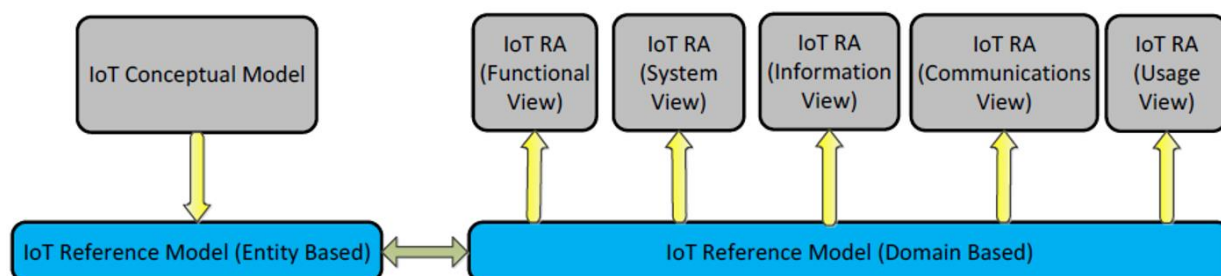 IoT Conceptual Model
IoT RA
(Functional
View)
IoT RA
(System
View)
IoT RA
(Information
View)
IoT RA
(Communications
View)
IoT RA
(Usage
View)
IoT Reference Model (Entity Based)
IoT Reference Model (Domain Based)